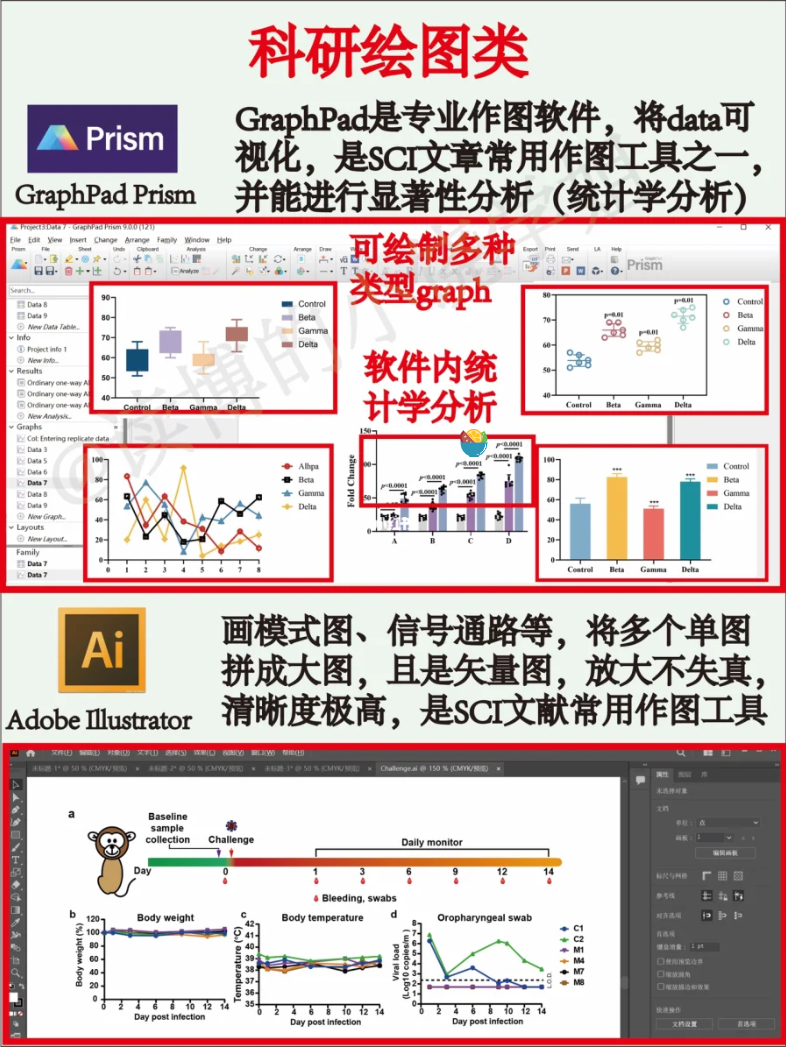 科研绘图类
Prism
GraphPad Prism
GraphPad是专业作图软件，将data可
视化，是SCI文章常用作图工具之一，
并能进行显著性分析（统计学分析）
Project3:Data 7 - GraphPad Prism 9.0.0 (121)
File Edit View Insert Change Arrange Family Window Help
Prism File Sheet Undo Clipboard Analysis Change Arrange Draw Export Print Send LA Help
Analyze
Prism
可绘制多种
类型graph
软件内统
计学分析
Search...
Data 8
Data 9
New Data Table...
Info
Project info 1
New Info...
Results
Ordinary one-way
Ordinary one-way
Ordinary one-way
New Analysis...
Graphs
Col: Entering replicate data
Data 3
Data 5
Data 6
Data 7
Data 8
Data 9
New Graph...
Layouts
New Layout...
Family
Data 7
Data 7
90
80
70
60
50
40
Control Beta Gamma Delta
Control
Beta
Gamma
Delta
80
60
40
p=0.01
p=0.01
p=0.01
Control Beta Gamma Delta
Control
Beta
Gamma
Delta
100
80
60
40
20
0
1 2 3 4 5 6 7 8
Alhpa
Beta
Gamma
Delta
Fold Change
150
100
50
0
p<0.0001
p<0.0001
p<0.0001
p<0.0001
p<0.0001
p<0.0001
p<0.0001
A B C D
100
80
60
40
20
0
*** *** ***
Control Beta Gamma Delta
Control
Beta
Gamma
Delta
@读博的小
Ai
Adobe Illustrator
画模式图、信号通路等，将多个单图
拼成大图，且是矢量图，放大不失真，
清晰度极高，是SCI文献常用作图工具
文件(F) 编辑(E) 对象(O) 文字(T) 选择(S) 效果(C) 视图(V) 窗口(W) 帮助(H)
未标题-1* @ 50 % (CMYK/预览) × 未标题-2* @ 50 % (CMYK/预览) × 未标题-3* @ 50 % (CMYK/预览) × Challenge.ai @ 150 % (CMYK/预览) ×
a
Baseline
sample
collection
Challenge
Daily monitor
Day 0 1 3 6 9 12 14
Bleeding, swabs
b Body weight
Body weight (%)
120
100
80
60
40
20
0
0 2 4 6 8 10 12 14
Day post infection
c Body temperature
Temperature (°C)
42
41
40
39
38
37
36
35
0 2 4 6 8 10 12 14
Day post infection
d Oropharyngeal swab
Viral load
(Log10 copies/m )
8
7
6
5
4
3
2
1
0
0 2 4 6 8 10 12 14
Day post infection
L.O.D.
C1
C2
M1
M4
M7
M8
属性 图层 库
未选择对象
文档
单位： 点
画板： 1
编辑画板
标尺与网格
参考线
对齐选项
首选项
键盘增量： 1 pt
使用预览边界
缩放圆角
缩放描边和效果
快速操作
文档设置 首选项